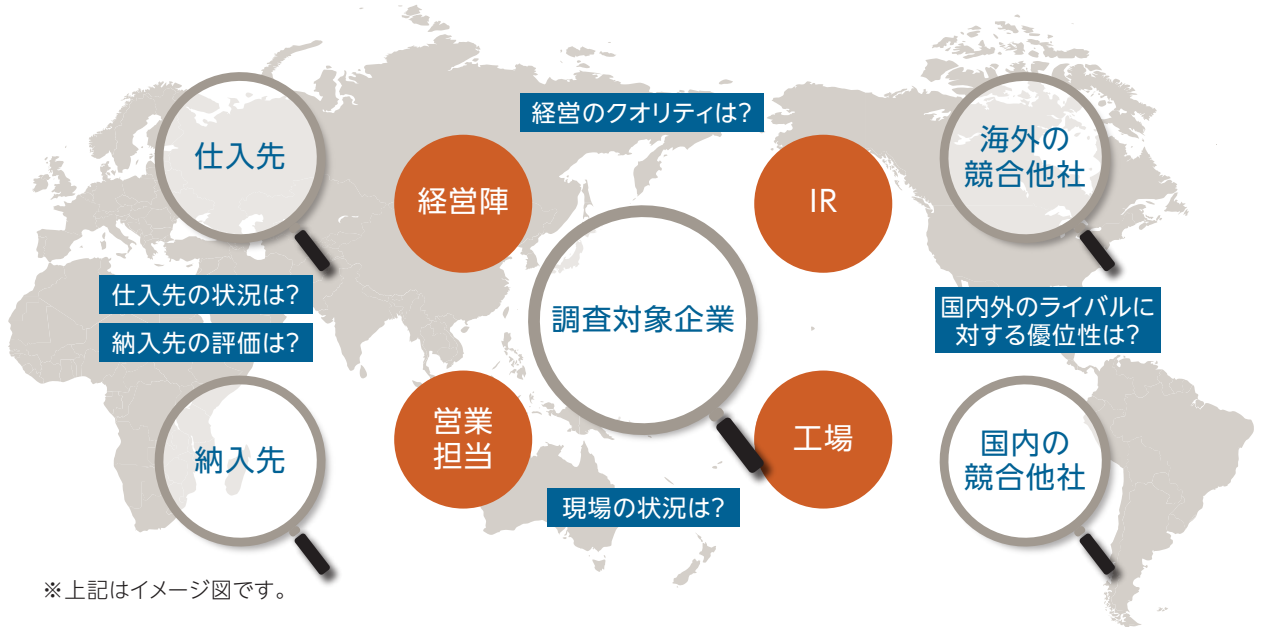 経営のクオリティは?
仕入先
経営陣
IR
海外の
競合他社
仕入先の状況は?
納入先の評価は?
調査対象企業
国内外のライバルに
対する優位性は?
納入先
営業
担当
工場
国内の
競合他社
現場の状況は?
※上記はイメージ図です。